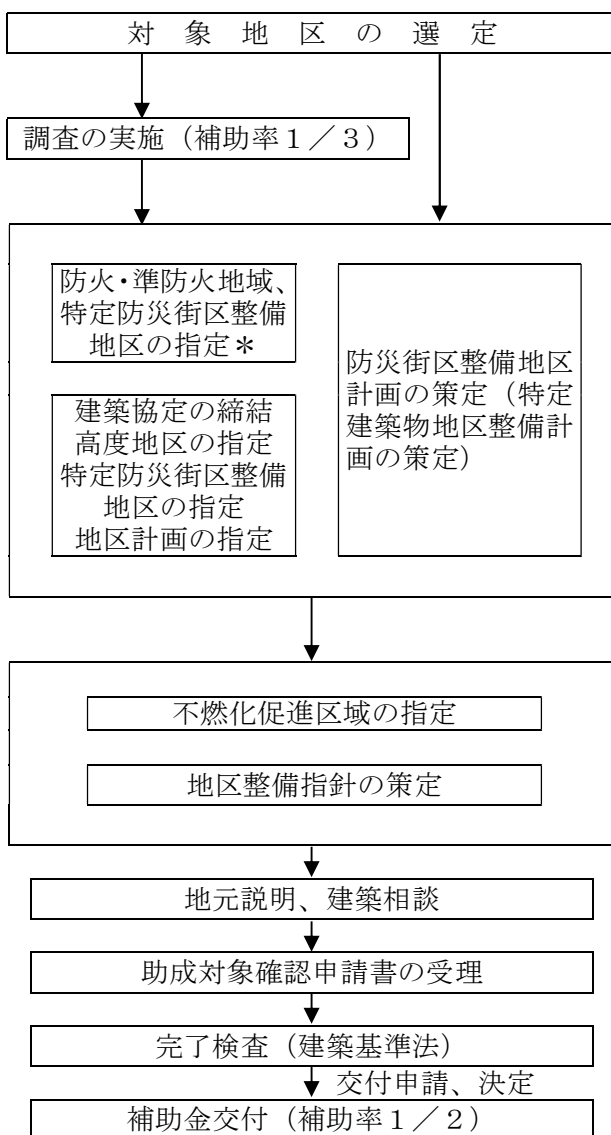 対象地区の選定
調査の実施（補助率１／３）
防火・準防火地域、
特定防災街区整備
地区の指定＊
建築協定の締結
高度地区の指定
特定防災街区整備
地区の指定
地区計画の指定
防災街区整備地区
計画の策定（特定
建築物地区整備計
画の策定）
不燃化促進区域の指定
地区整備指針の策定
地元説明、建築相談
助成対象確認申請書の受理
完了検査（建築基準法）
交付申請、決定
補助金交付（補助率１／２）